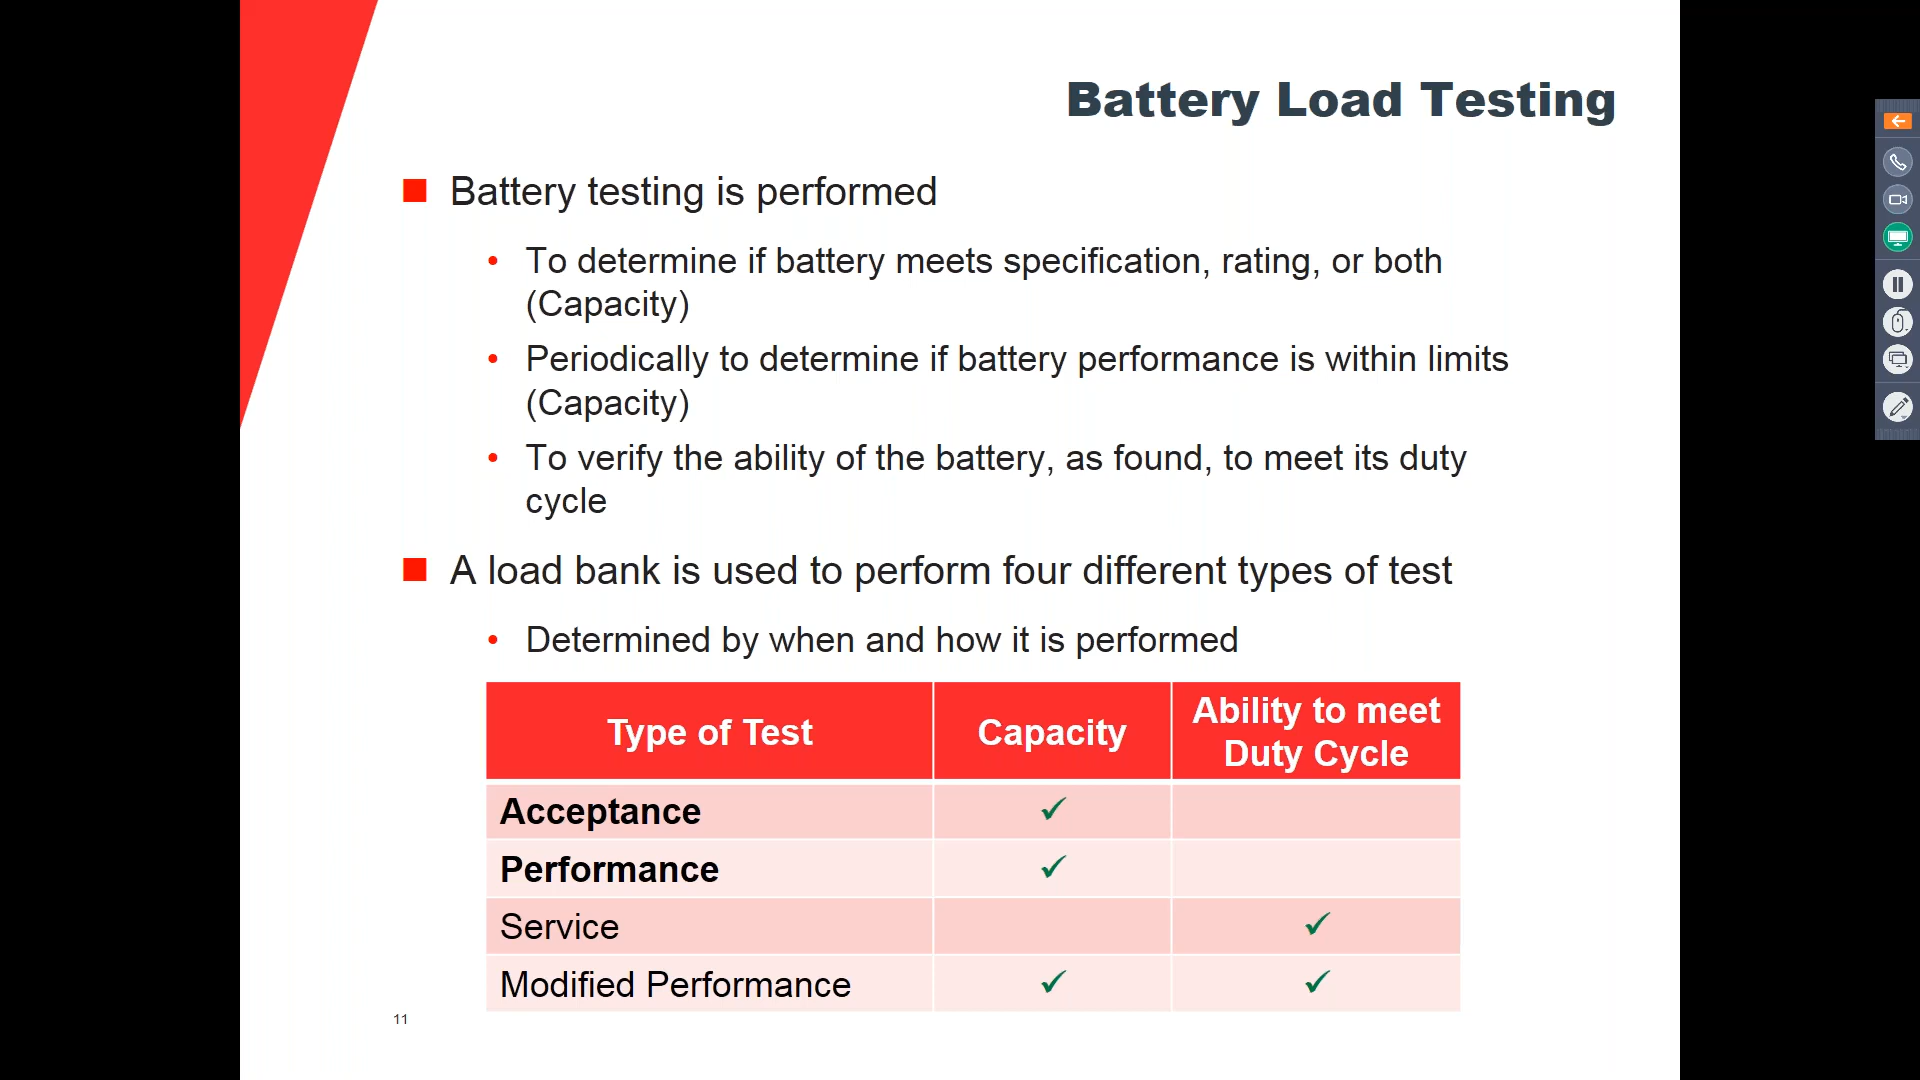 Battery Load Testing
Battery testing is performed
• To determine if battery meets specification, rating, or both
(Capacity)
• Periodically to determine if battery performance is within limits
(Capacity)
• To verify the ability of the battery, as found, to meet its duty
cycle
A load bank is used to perform four different types of test
• Determined by when and how it is performed
Type of Test Capacity Ability to meet
Duty Cycle
Acceptance ✓
Performance ✓
Service ✓
Modified Performance ✓ ✓
11